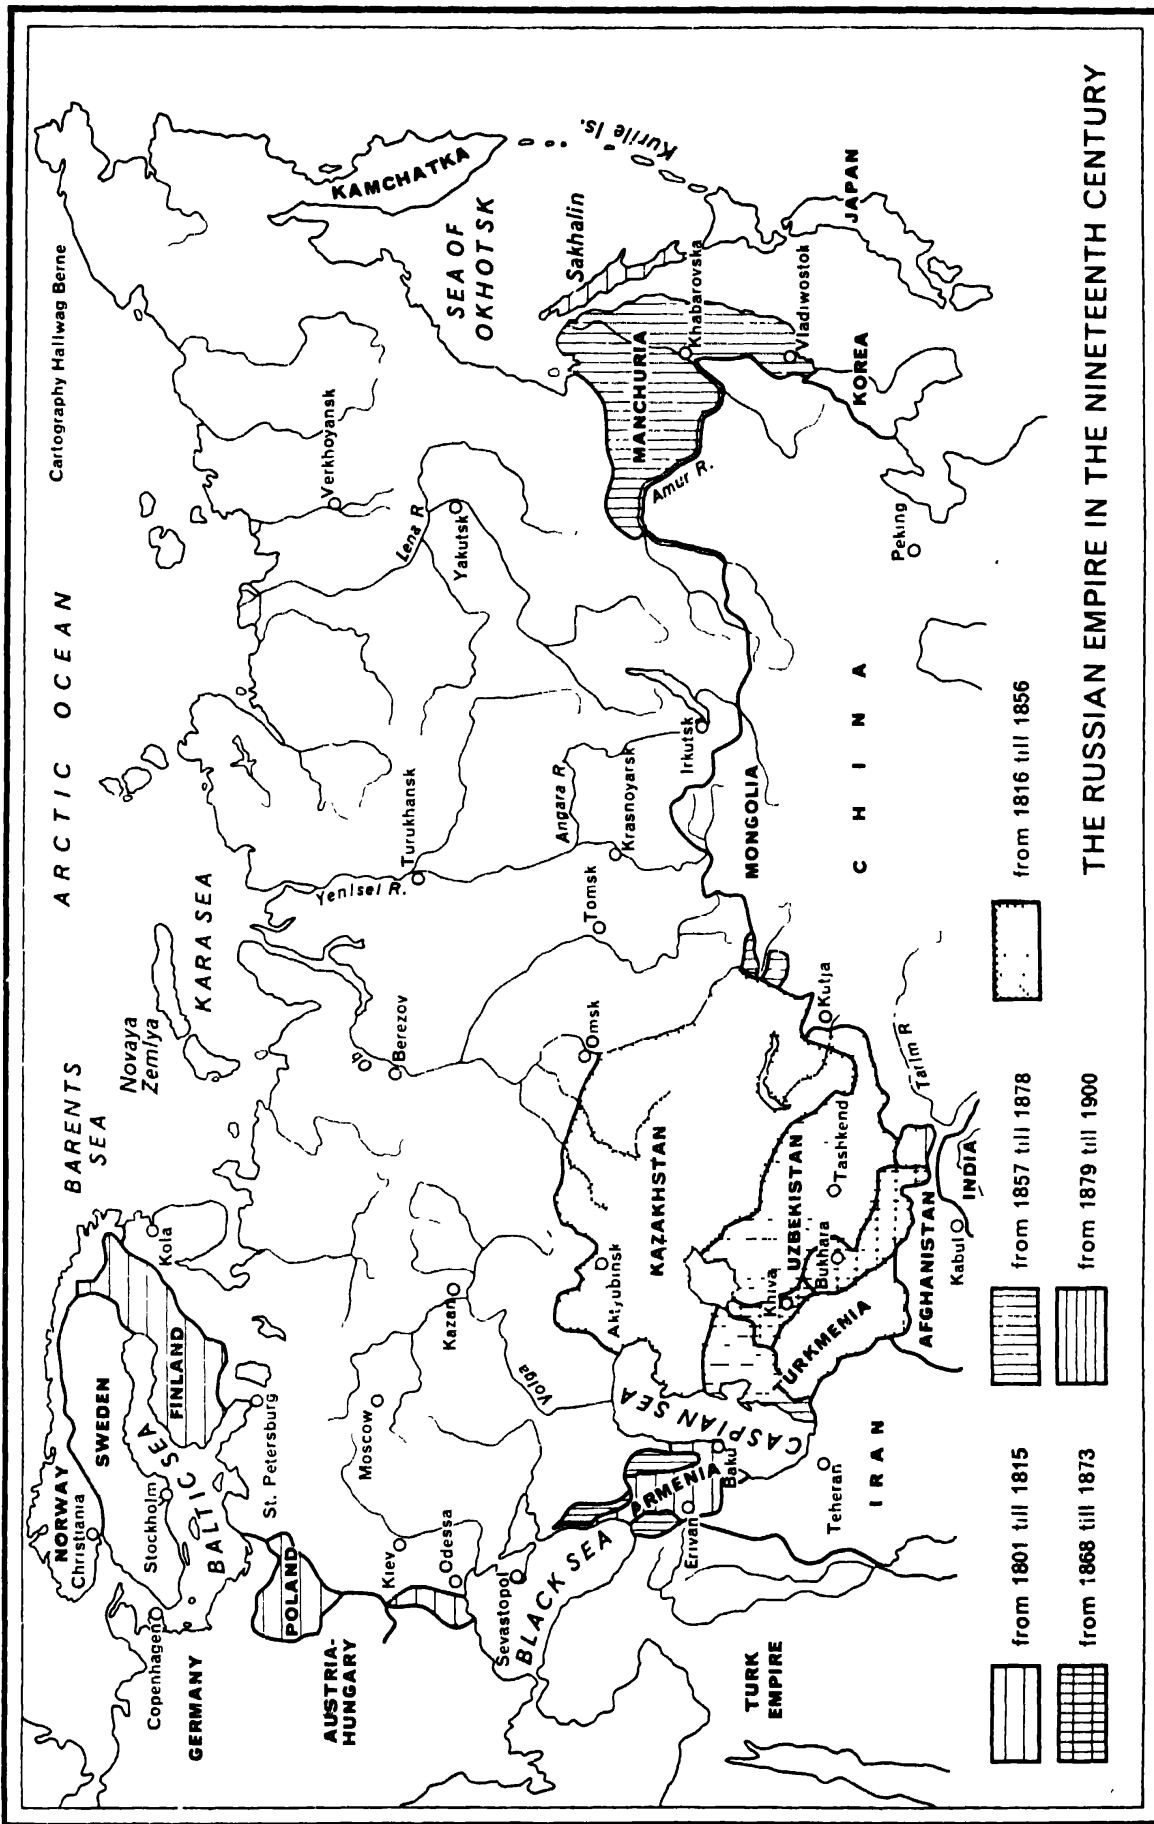 Cartography Hallwag Berne
ARCTIC OCEAN
BARENTS
SEA
Novaya
Zemlya
KARA SEA
NORWAY
Christiania
SWEDEN
Stockholm
Copenhagen
BALTIC SEA
FINLAND
Kola
GERMANY
St. Petersburg
POLAND
AUSTRIA-
HUNGARY
Kiev
Moscow
Odessa
Sevastopol
BLACK SEA
Kazan
Volga
Ob
Berezov
Yenisei R.
Turukhansk
Angara R.
Krasnoyarsk
Tomsk
Omsk
Irkutsk
Lena R
Yakutsk
Verkhoyansk
KAMCHATKA
SEA OF
OKHOTSK
Sakhalin
Kurile Is.
MANCHURIA
Amur R.
Khabarovska
Vladiwostok
JAPAN
KOREA
Peking
MONGOLIA
CHINA
KAZAKHSTAN
Aktyubinsk
UZBEKISTAN
Tashkend
Bukhara
Khiva
TURKMENIA
CASPIAN SEA
Baku
ARMENIA
Erivan
Teheran
IRAN
TURK
EMPIRE
AFGHANISTAN
Kabul
INDIA
Tarim R
Kutja
from 1801 till 1815
from 1857 till 1878
from 1816 till 1856
from 1868 till 1873
from 1879 till 1900
THE RUSSIAN EMPIRE IN THE NINETEENTH CENTURY